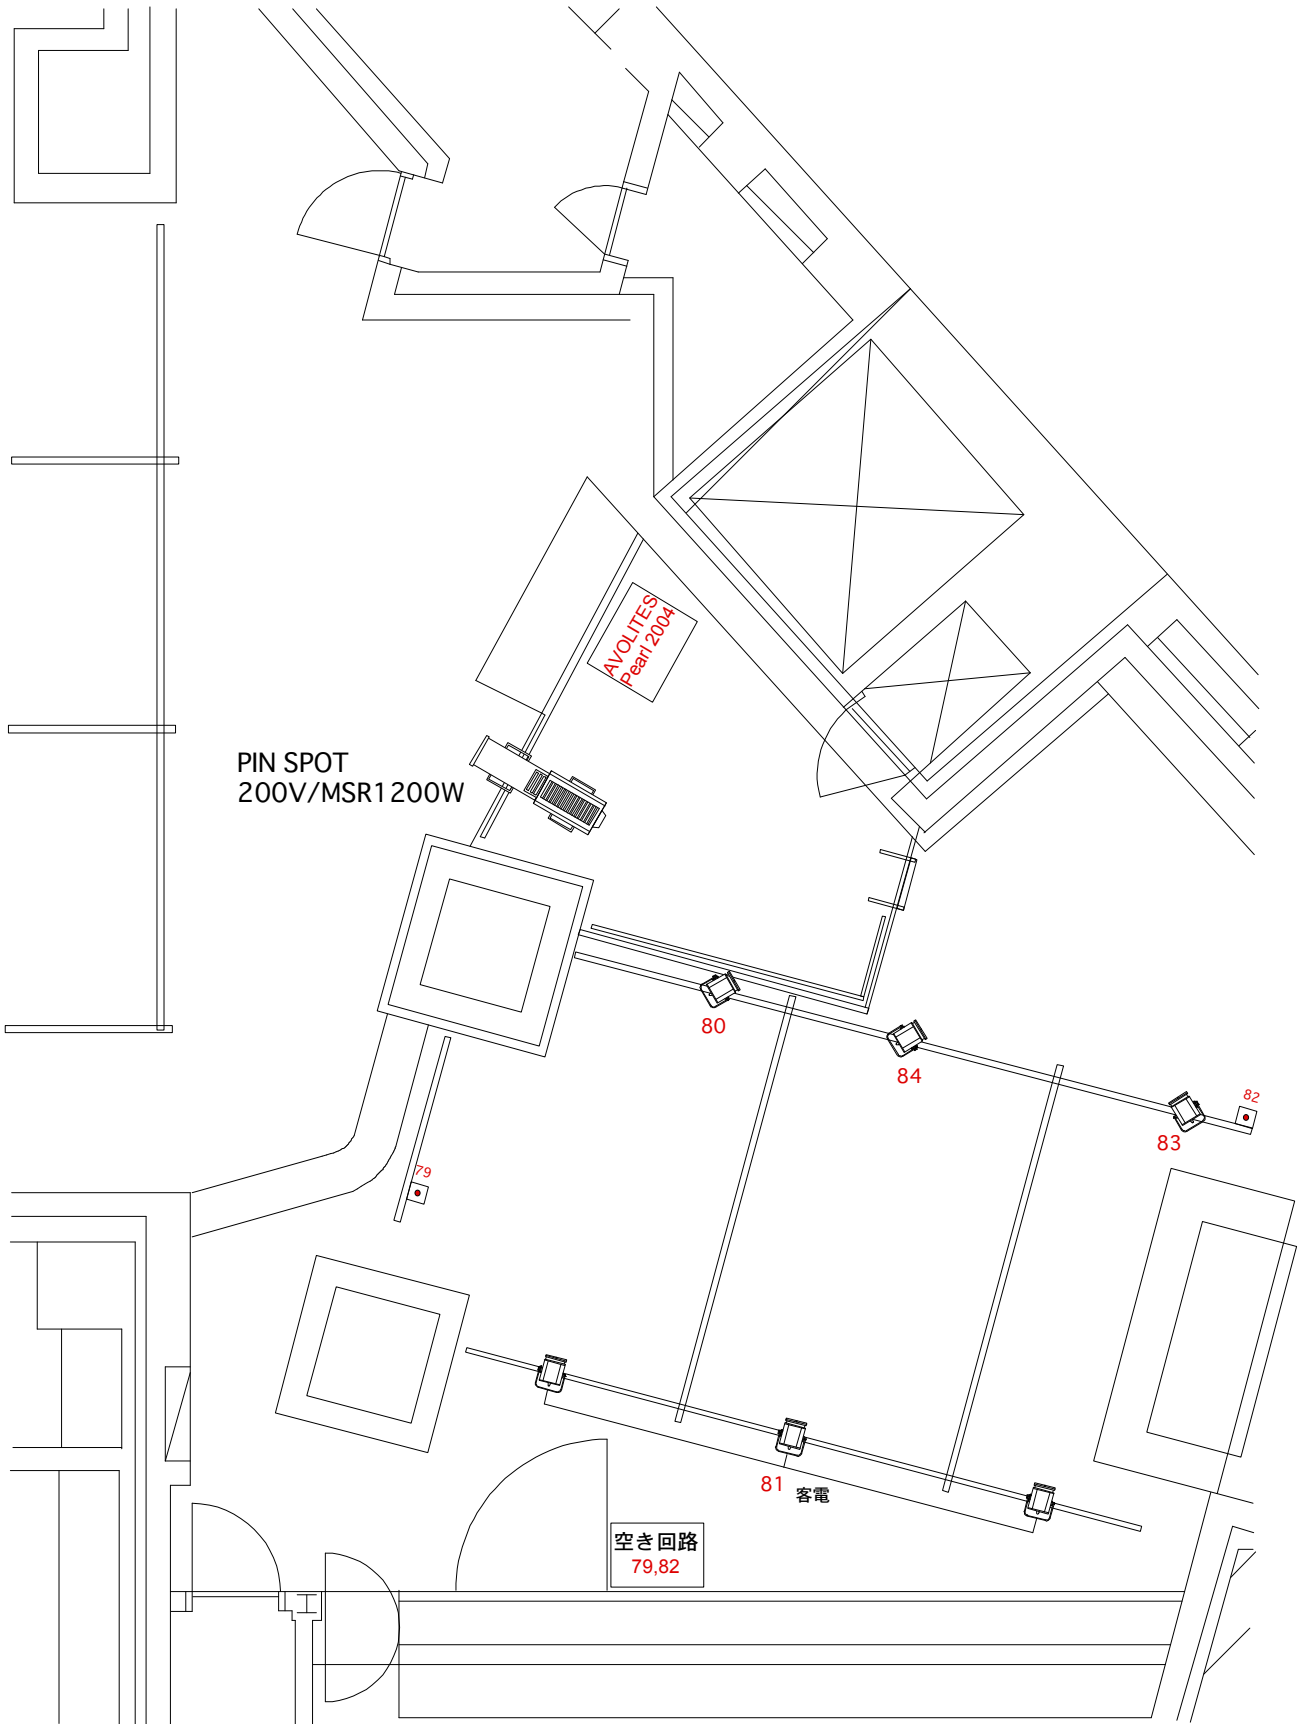 AVOLITES
Pearl 2004
PIN SPOT
200V/MSR1200W
80
84
82
83
79
81
客電
空き回路
79,82